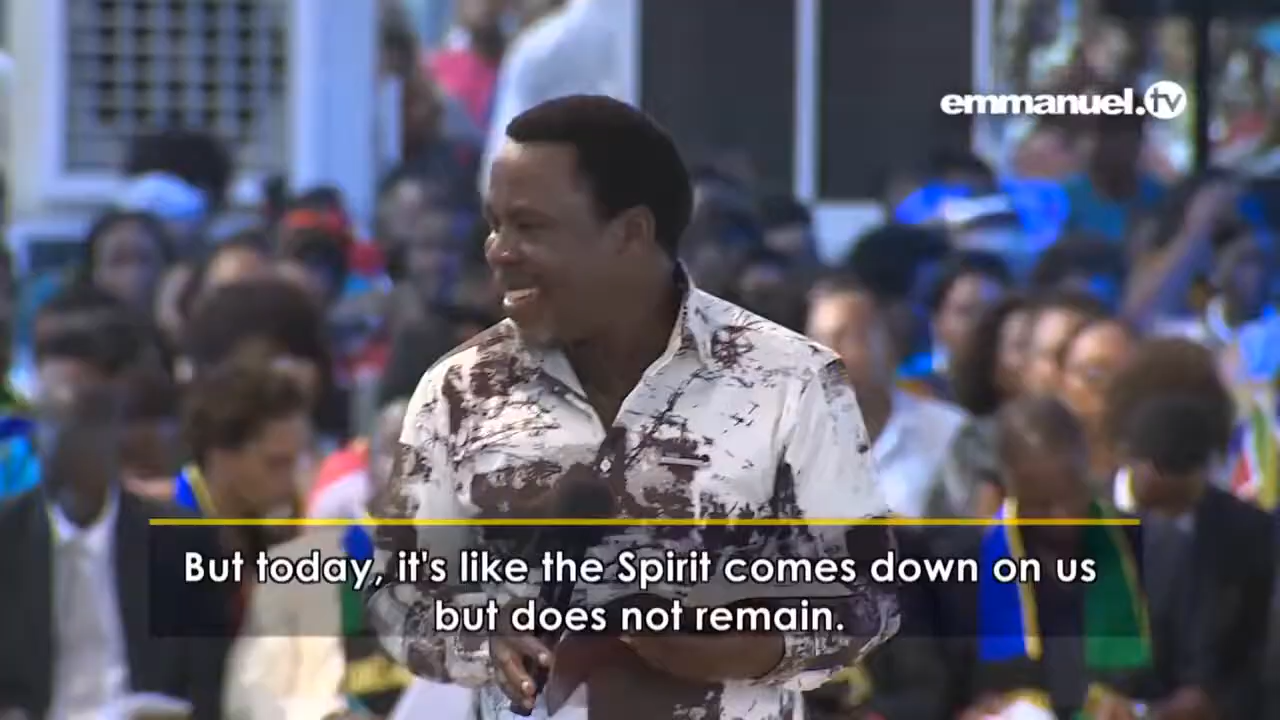 emmanuel.tv
But today, it's like the Spirit comes down on us
but does not remain.